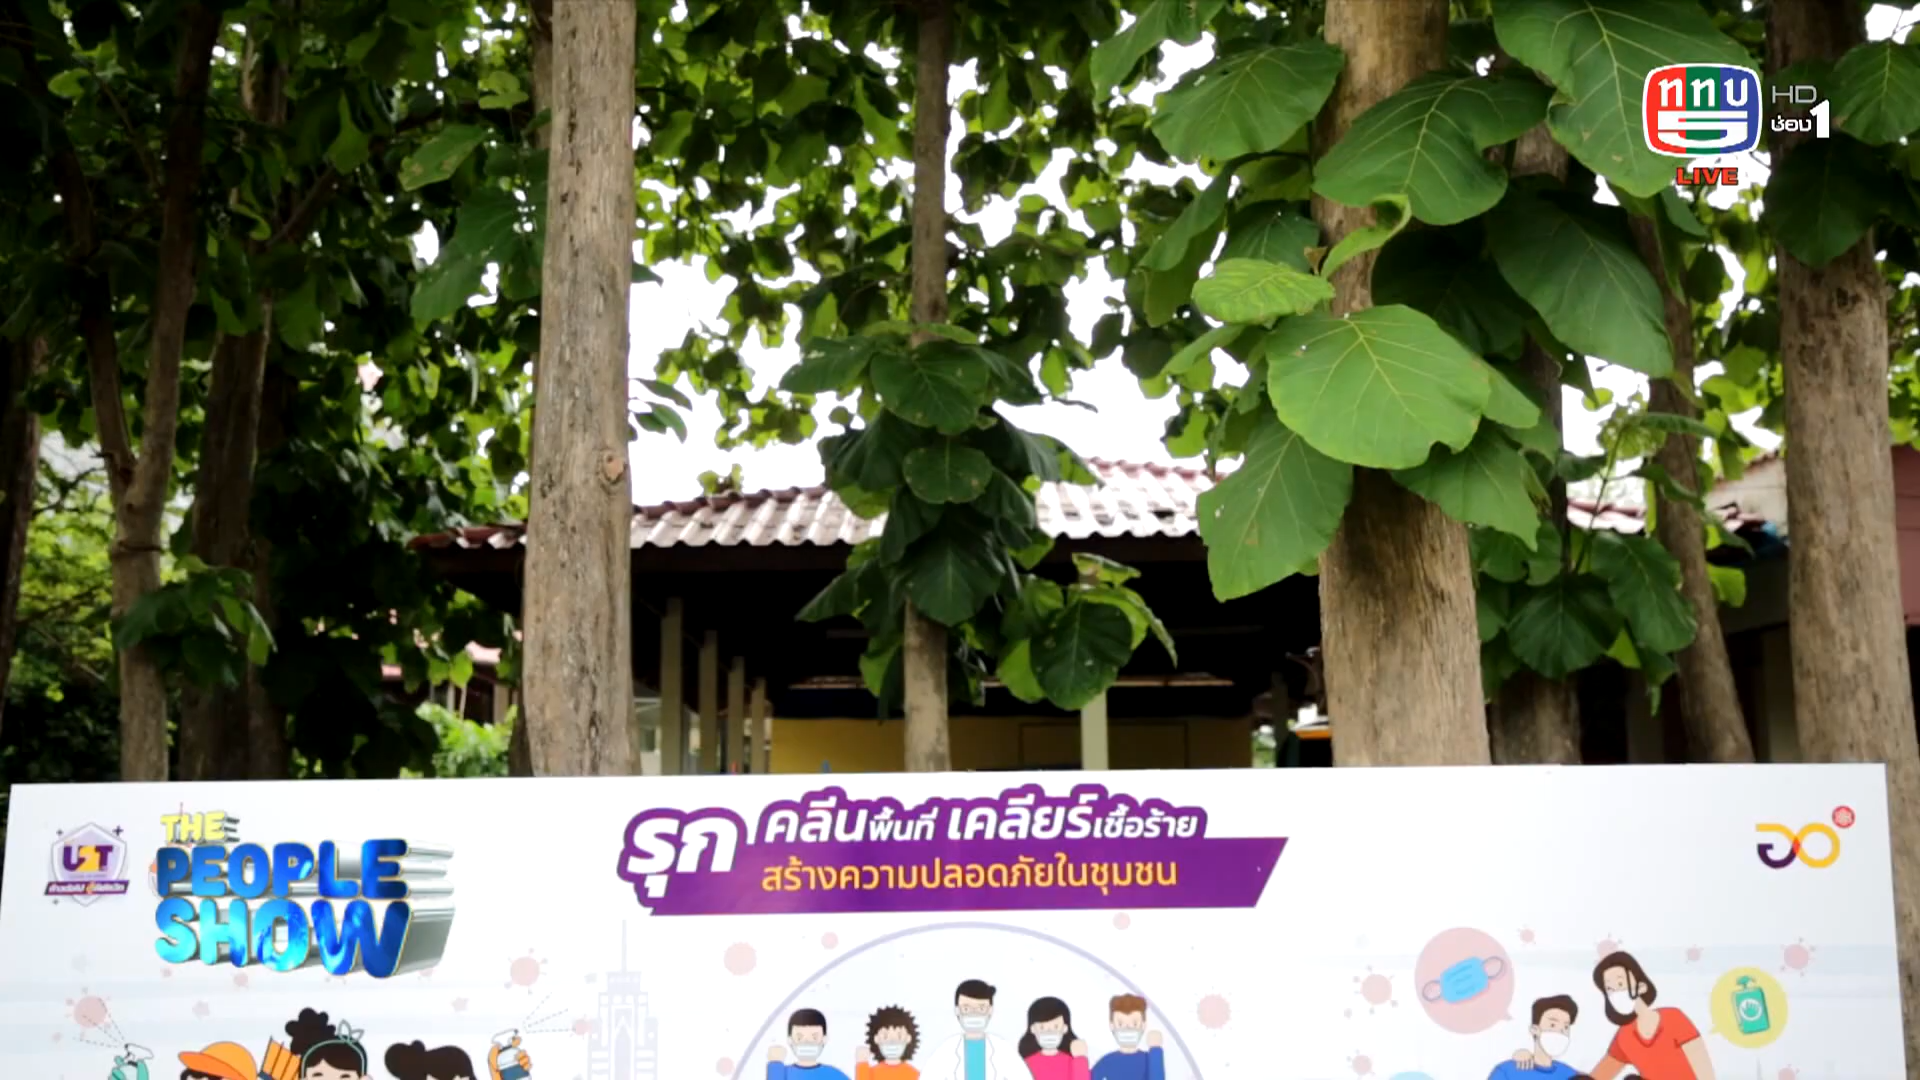 ททบ
5
HD
ช่อง1
LIVE
U2T
THE
PEOPLE
SHOW
รุก คลีนพื้นที่ เคลียร์เชื้อร้าย
สร้างความปลอดภัยในชุมชน